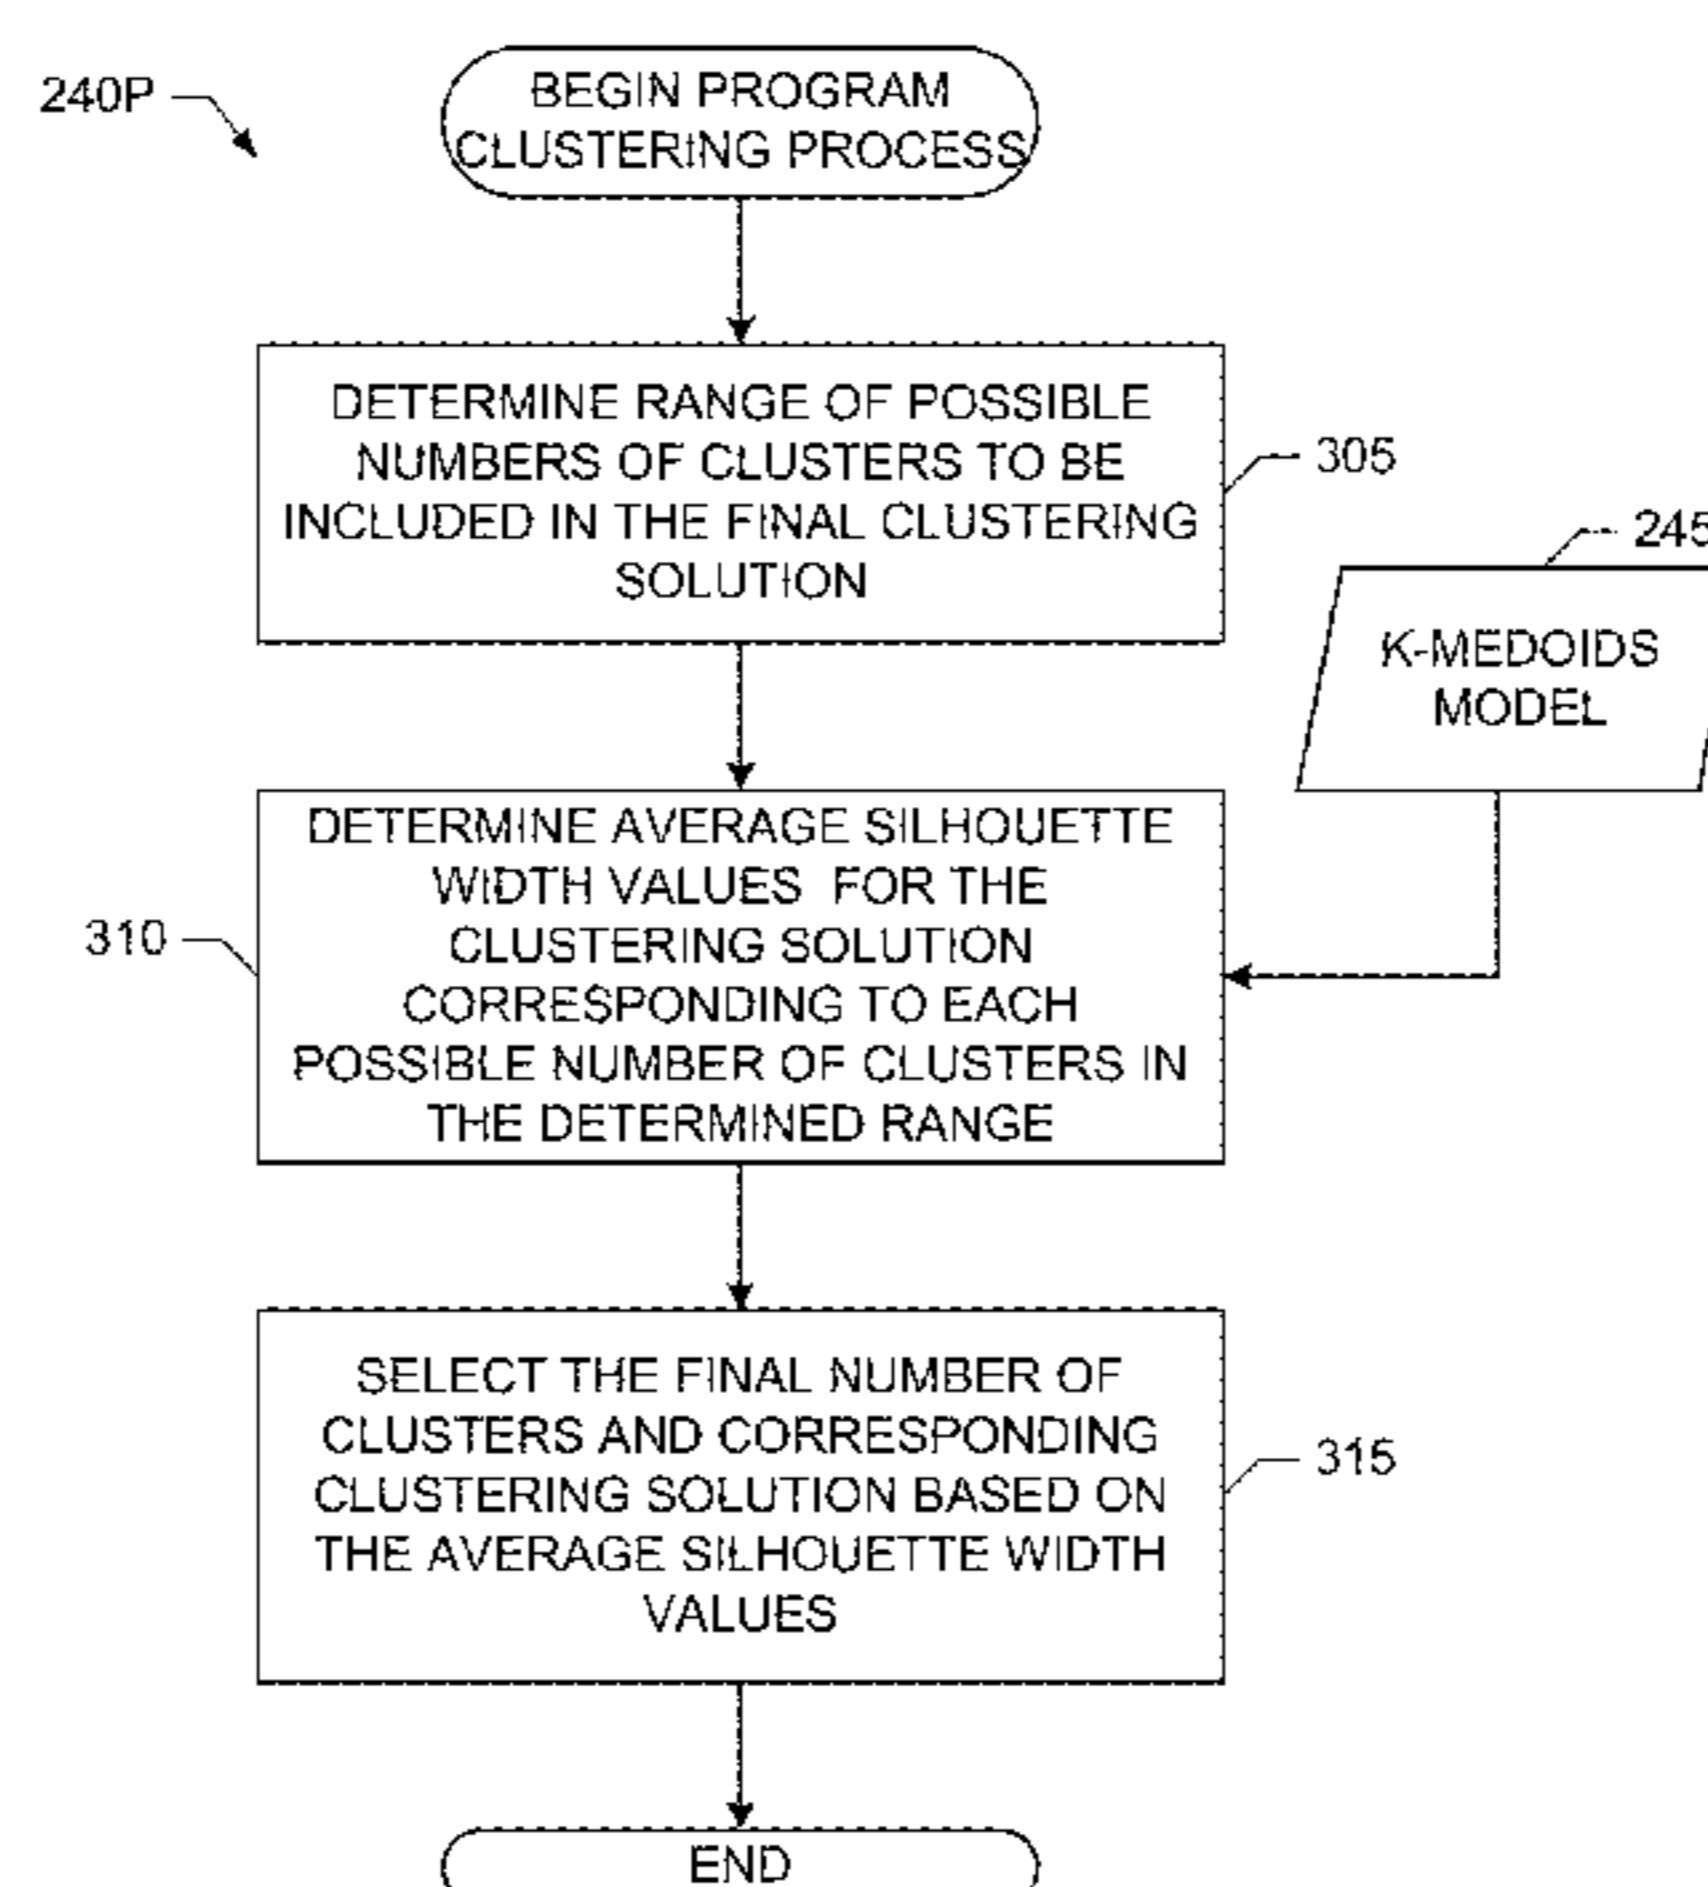 240P
BEGIN PROGRAM
CLUSTERING PROCESS
DETERMINE RANGE OF POSSIBLE
NUMBERS OF CLUSTERS TO BE
INCLUDED IN THE FINAL CLUSTERING
SOLUTION
305
245
K-MEDOIDS
MODEL
DETERMINE AVERAGE SILHOUETTE
WIDTH VALUES FOR THE
CLUSTERING SOLUTION
CORRESPONDING TO EACH
POSSIBLE NUMBER OF CLUSTERS IN
THE DETERMINED RANGE
310
SELECT THE FINAL NUMBER OF
CLUSTERS AND CORRESPONDING
CLUSTERING SOLUTION BASED ON
THE AVERAGE SILHOUETTE WIDTH
VALUES
315
END